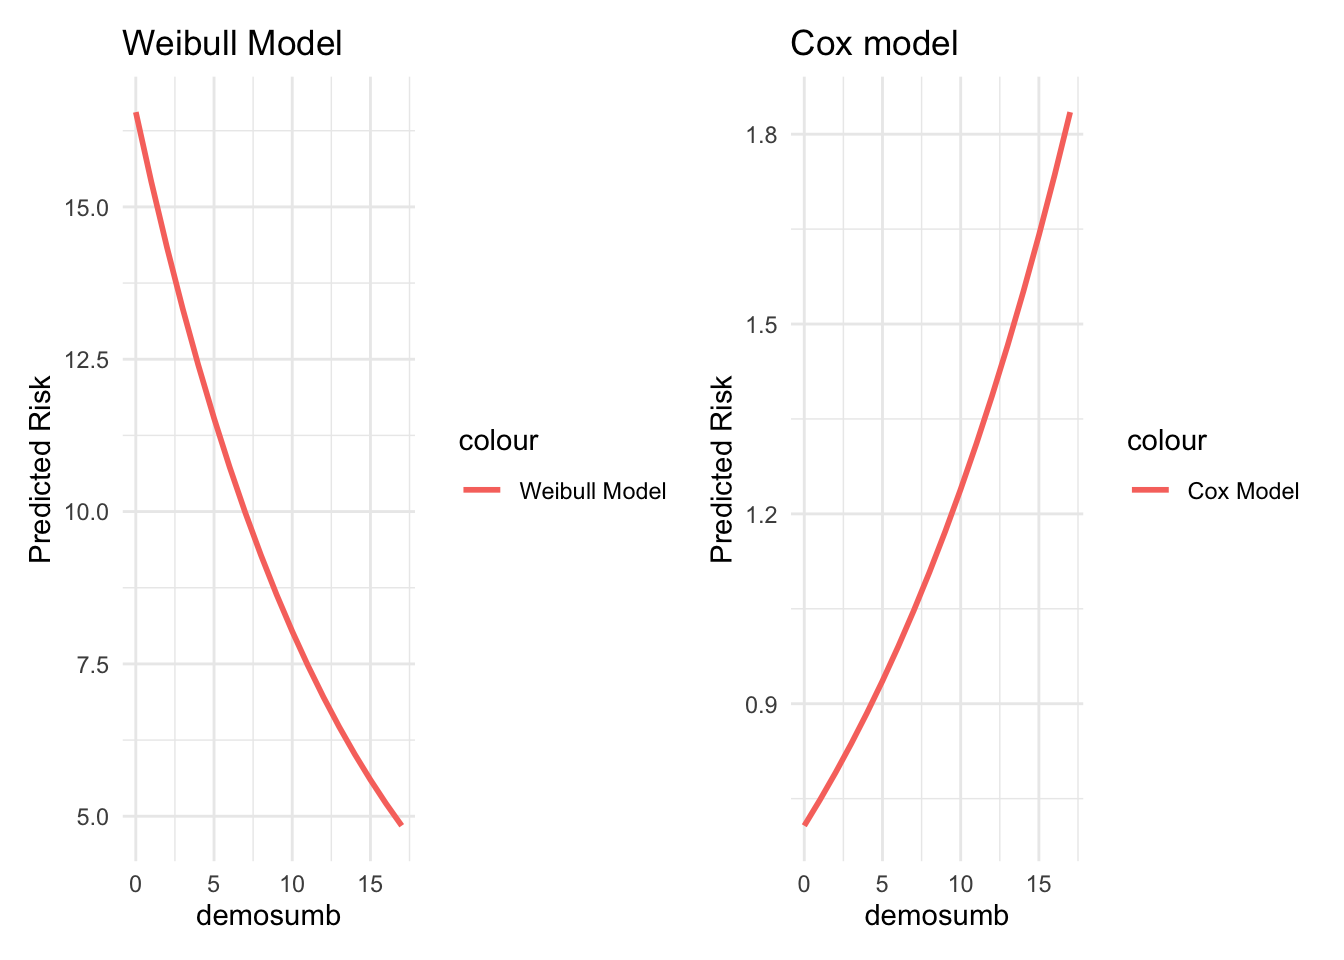 Weibull Model
Predicted Risk
15.0
12.5
10.0
7.5
5.0
0 5 10 15
demosumb
colour
Weibull Model
Cox model
Predicted Risk
1.8
1.5
1.2
0.9
0 5 10 15
demosumb
colour
Cox Model